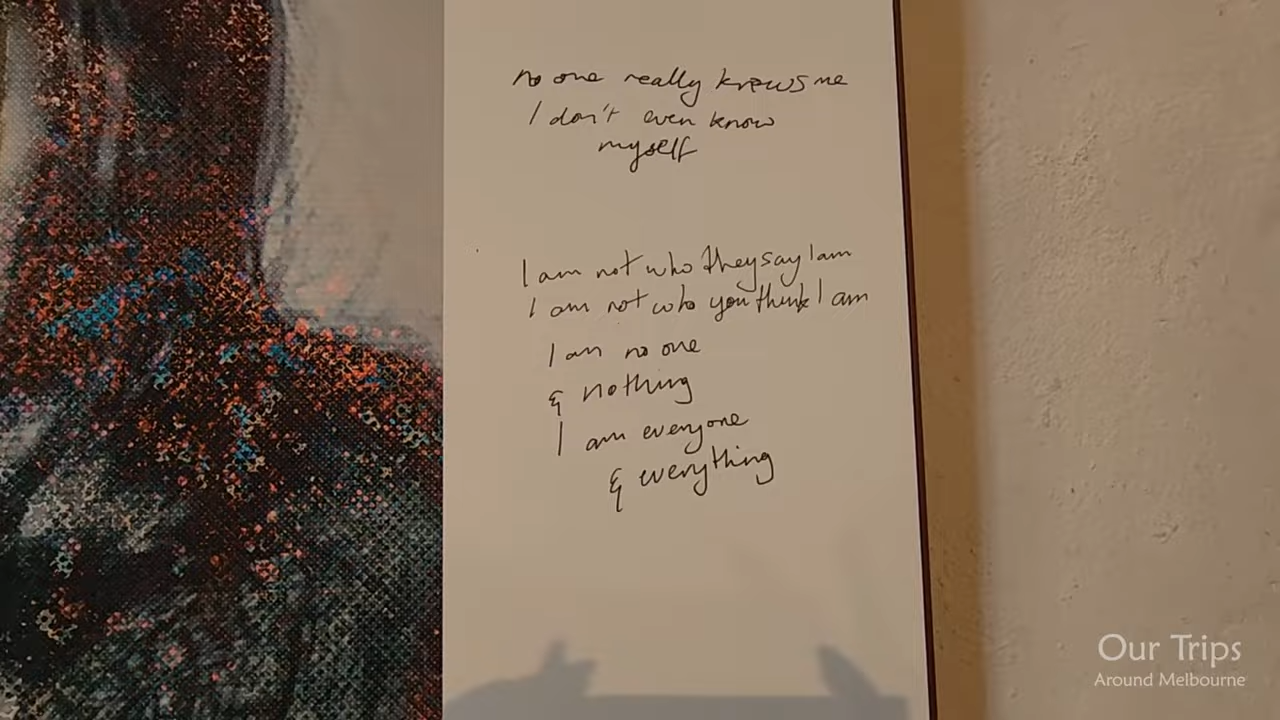 no one really knows me
I don't even know
myself
I am not who they say I am
I am not who you think I am
I am no one
& nothing
I am everyone
& everything
Our Trips
Around Melbourne